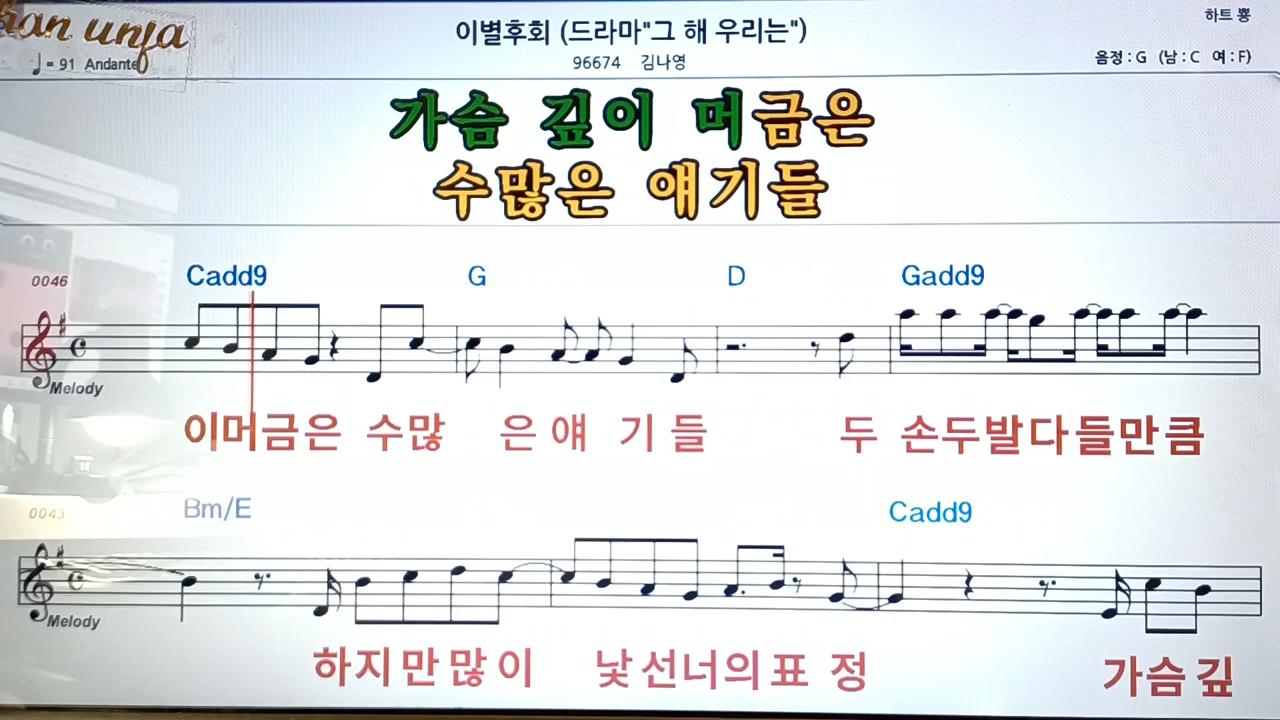 han unja
이별후회 (드라마"그 해 우리는")
하트 뿅
♩= 91 Andante
96674 김나영
음정 : G (남 : C 여 : F)
가슴 깊이 머금은
수많은 얘기들
0046
Cadd9 G D Gadd9
Melody
이머금은 수많 은얘 기들 두 손두발다들만큼
0043
Bm/E Cadd9
Melody
하지만많이 낯선너의표 정 가슴깊